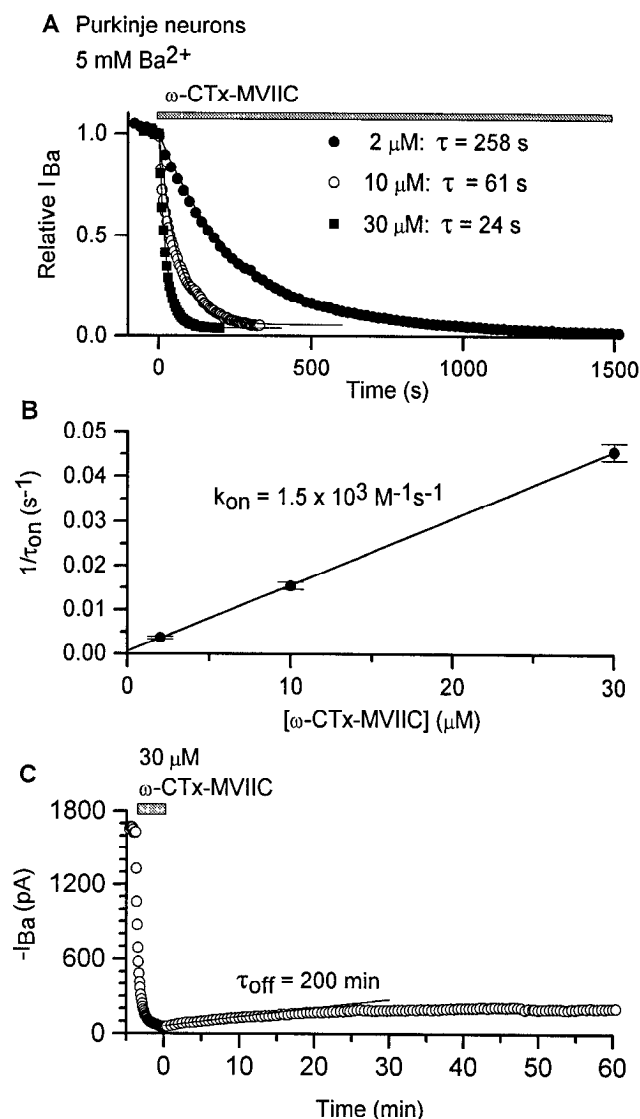 A Purkinje neurons
5 mM Ba2+
ω-CTx-MVIIC
1.0
0.5
0.0
Relative IBa
2 μM: τ = 258 s
10 μM: τ = 61 s
30 μM: τ = 24 s
0 500 1000 1500
Time (s)
B
0.05
0.04
0.03
0.02
0.01
0.00
1/τon (s-1)
kon = 1.5 x 103 M-1s-1
0 10 20 30
[ω-CTx-MVIIC] (μM)
C
30 μM
ω-CTx-MVIIC
1800
1200
600
0
-IBa (pA)
τoff = 200 min
0 10 20 30 40 50 60
Time (min)